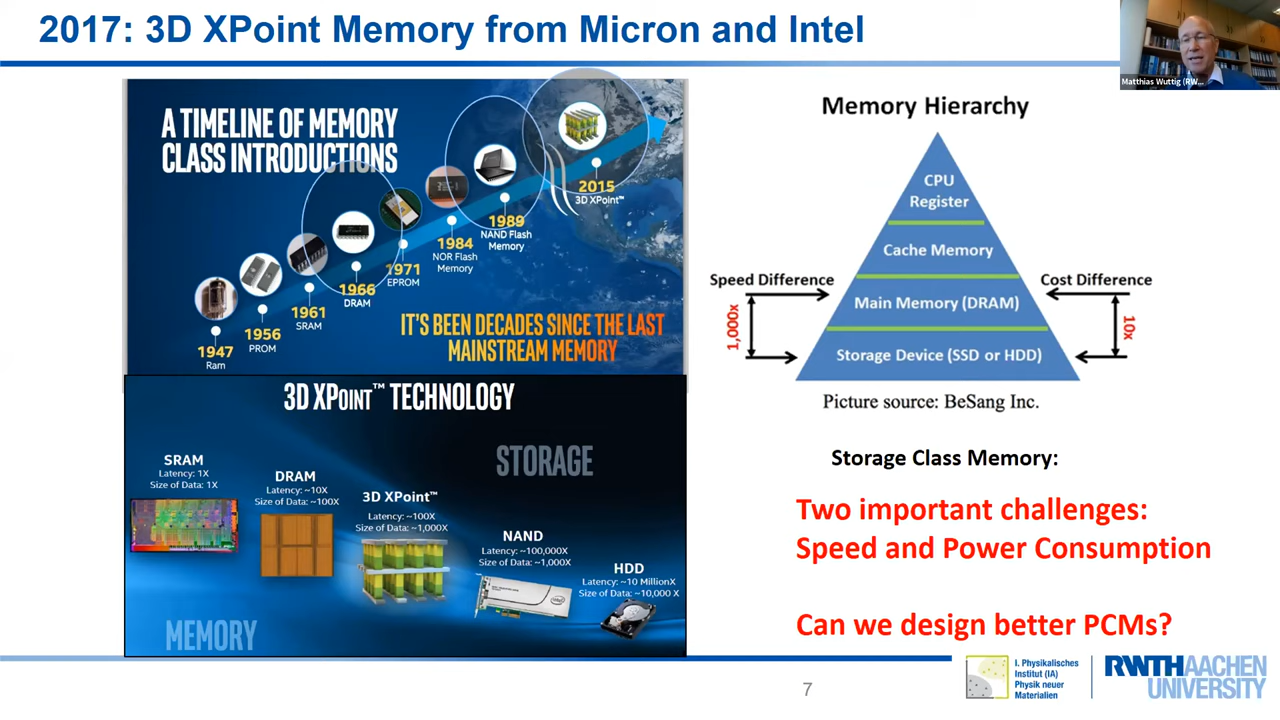 2017: 3D XPoint Memory from Micron and Intel
Matthias Wuttig (RW...
A TIMELINE OF MEMORY
CLASS INTRODUCTIONS
1947
Ram
1956
PROM
1961
SRAM
1966
DRAM
1971
EPROM
1984
NOR Flash
Memory
1989
NAND Flash
Memory
2015
3D XPoint™
IT'S BEEN DECADES SINCE THE LAST
MAINSTREAM MEMORY
3D XPOINT™ TECHNOLOGY
STORAGE
SRAM
Latency: 1X
Size of Data: 1X
DRAM
Latency: ~10X
Size of Data: ~100X
3D XPoint™
Latency: ~100X
Size of Data: ~1,000X
NAND
Latency: ~100,000X
Size of Data: ~1,000X
HDD
Latency: ~10 MillionX
Size of Data: ~10,000 X
MEMORY
Memory Hierarchy
CPU
Register
Cache Memory
Speed Difference
Cost Difference
Main Memory (DRAM)
1,000x
10x
Storage Device (SSD or HDD)
Picture source: BeSang Inc.
Storage Class Memory:
Two important challenges:
Speed and Power Consumption
Can we design better PCMs?
7
I. Physikalisches
Institut (IA)
Physik neuer
Materialien
RWTHAACHEN
UNIVERSITY